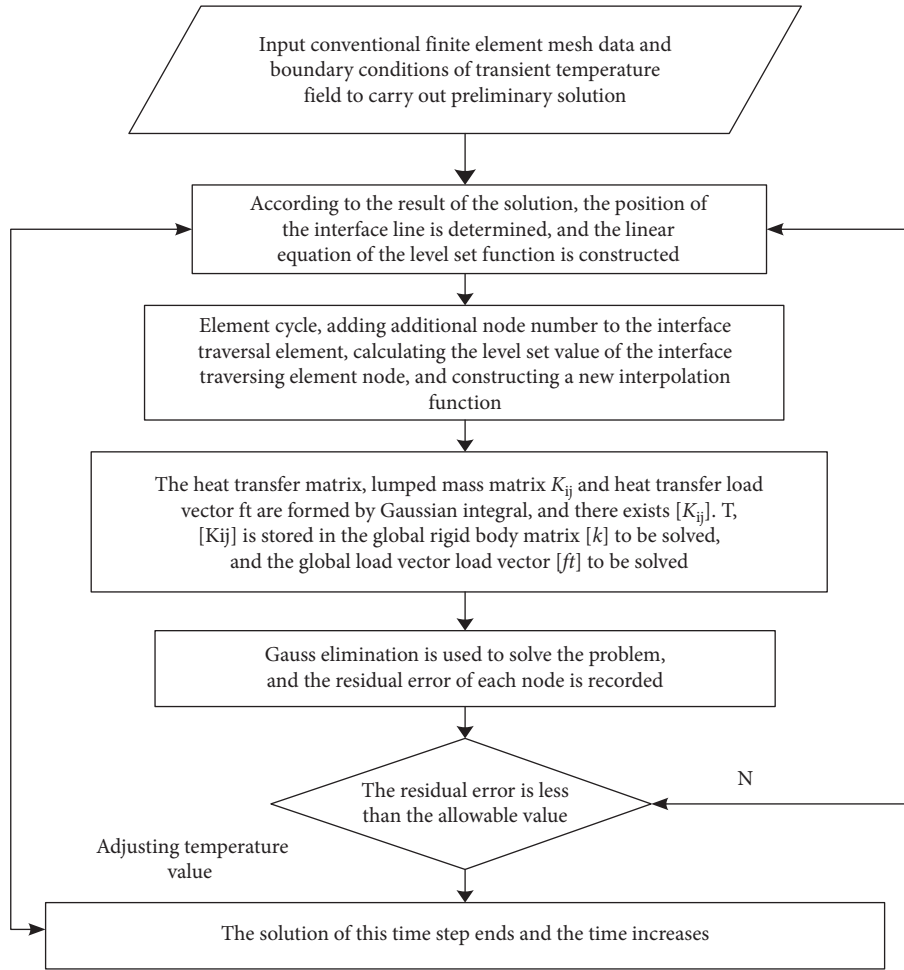 Input conventional finite element mesh data and
boundary conditions of transient temperature
field to carry out preliminary solution
According to the result of the solution, the position of
the interface line is determined, and the linear
equation of the level set function is constructed
Element cycle, adding additional node number to the interface
traversal element, calculating the level set value of the interface
traversing element node, and constructing a new interpolation
function
The heat transfer matrix, lumped mass matrix K_ij and heat transfer load
vector ft are formed by Gaussian integral, and there exists [K_ij]. T,
[Kij] is stored in the global rigid body matrix [k] to be solved,
and the global load vector load vector [ft] to be solved
Gauss elimination is used to solve the problem,
and the residual error of each node is recorded
The residual error is less
than the allowable value
N
Adjusting temperature
value
The solution of this time step ends and the time increases